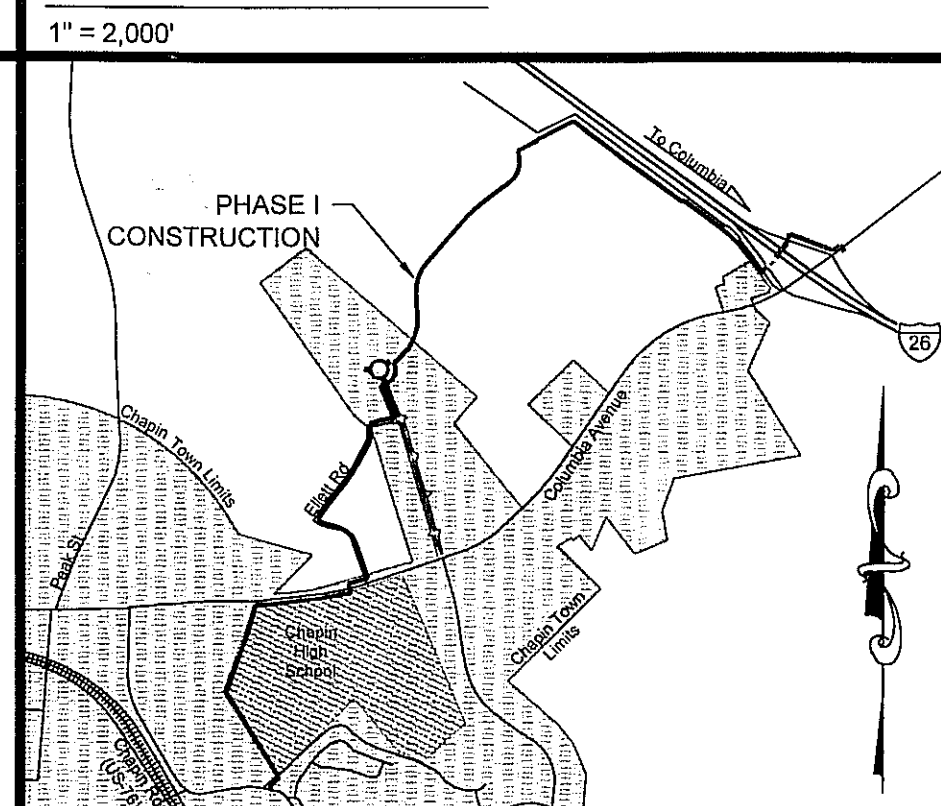 1" = 2,000'
To Columbia
PHASE I
CONSTRUCTION
26
Chapin Town Limits
Columbia Avenue
Ellett Rd
Peak St.
Chapin Town
Limits
Chapin
High
School
Chapin Rd
(US-76)